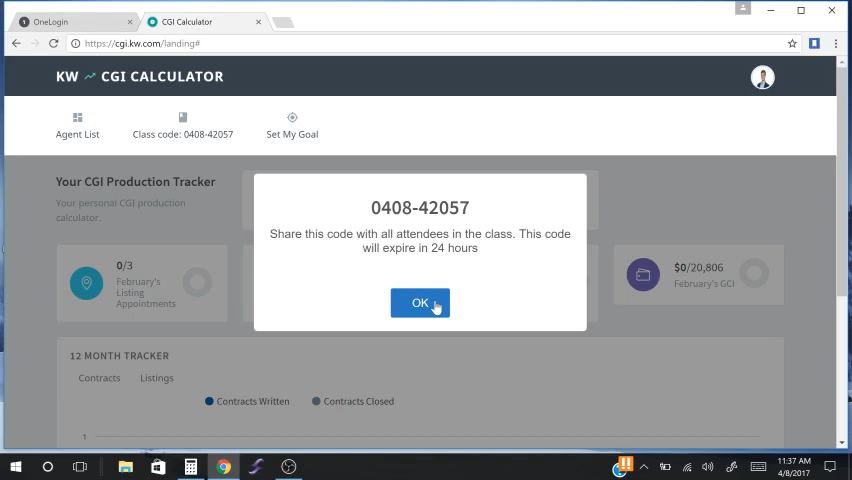 OneLogin
CGI Calculator
https://cgi.kw.com/landing#
KW CGI CALCULATOR
Agent List
Class code: 0408-42057
Set My Goal
Your CGI Production Tracker
Your personal CGI production
calculator.
0408-42057
Share this code with all attendees in the class. This code
will expire in 24 hours
OK
0/3
February's
Listing
Appointments
$0/20,806
February's GCI
12 MONTH TRACKER
Contracts
Listings
Contracts Written
Contracts Closed
1
11:37 AM
4/8/2017